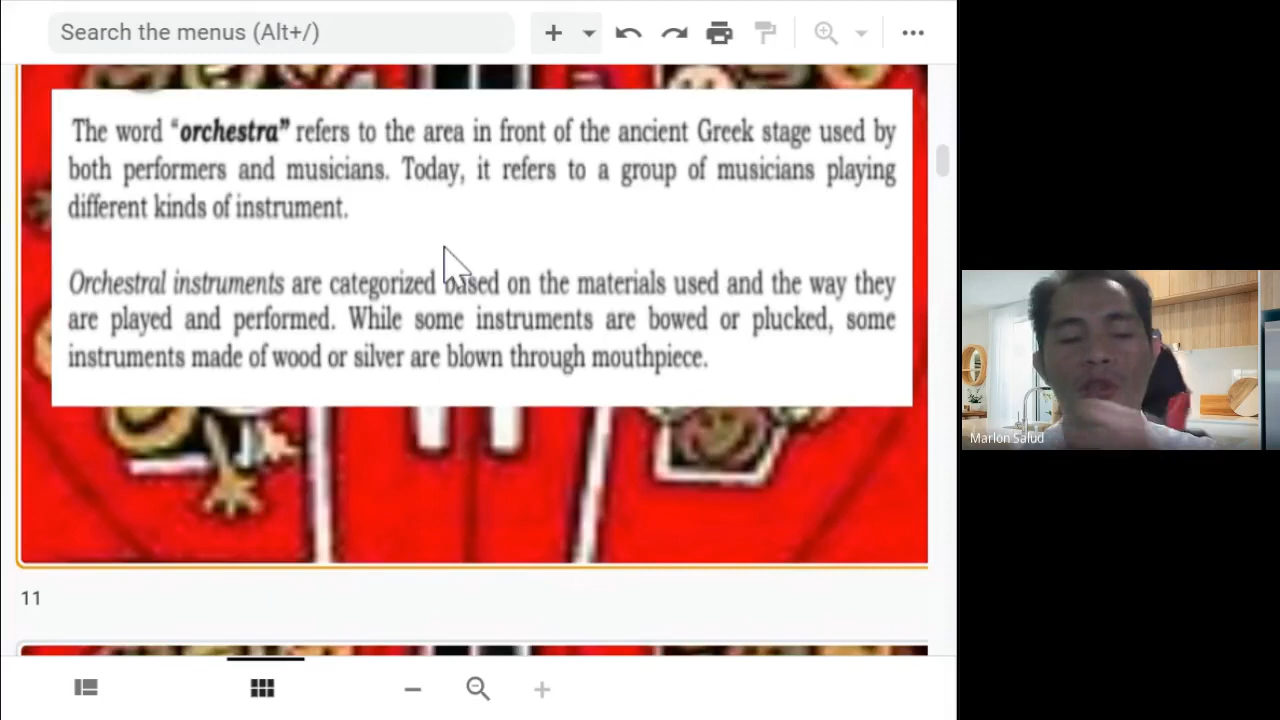 Search the menus (Alt+/)
The word “orchestra” refers to the area in front of the ancient Greek stage used by
both performers and musicians. Today, it refers to a group of musicians playing
different kinds of instrument.
Orchestral instruments are categorized based on the materials used and the way they
are played and performed. While some instruments are bowed or plucked, some
instruments made of wood or silver are blown through mouthpiece.
11
Marlon Salud